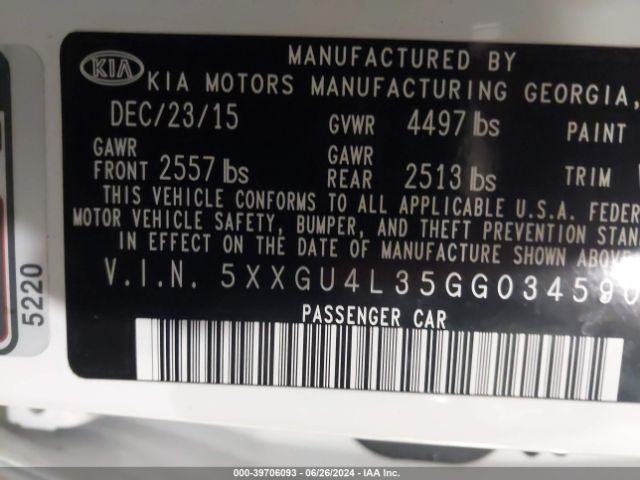 KIA
MANUFACTURED BY
KIA MOTORS MANUFACTURING GEORGIA,
DEC/23/15 GVWR 4497 lbs PAINT
GAWR FRONT 2557 lbs GAWR REAR 2513 lbs TRIM
THIS VEHICLE CONFORMS TO ALL APPLICABLE U.S.A. FEDER
MOTOR VEHICLE SAFETY, BUMPER, AND THEFT PREVENTION STAN
IN EFFECT ON THE DATE OF MANUFACTURE SHOWN ABOVE
V.I.N. 5XXGU4L35GG034590
PASSENGER CAR
5220
000-39706093 - 06/26/2024 - IAA Inc.